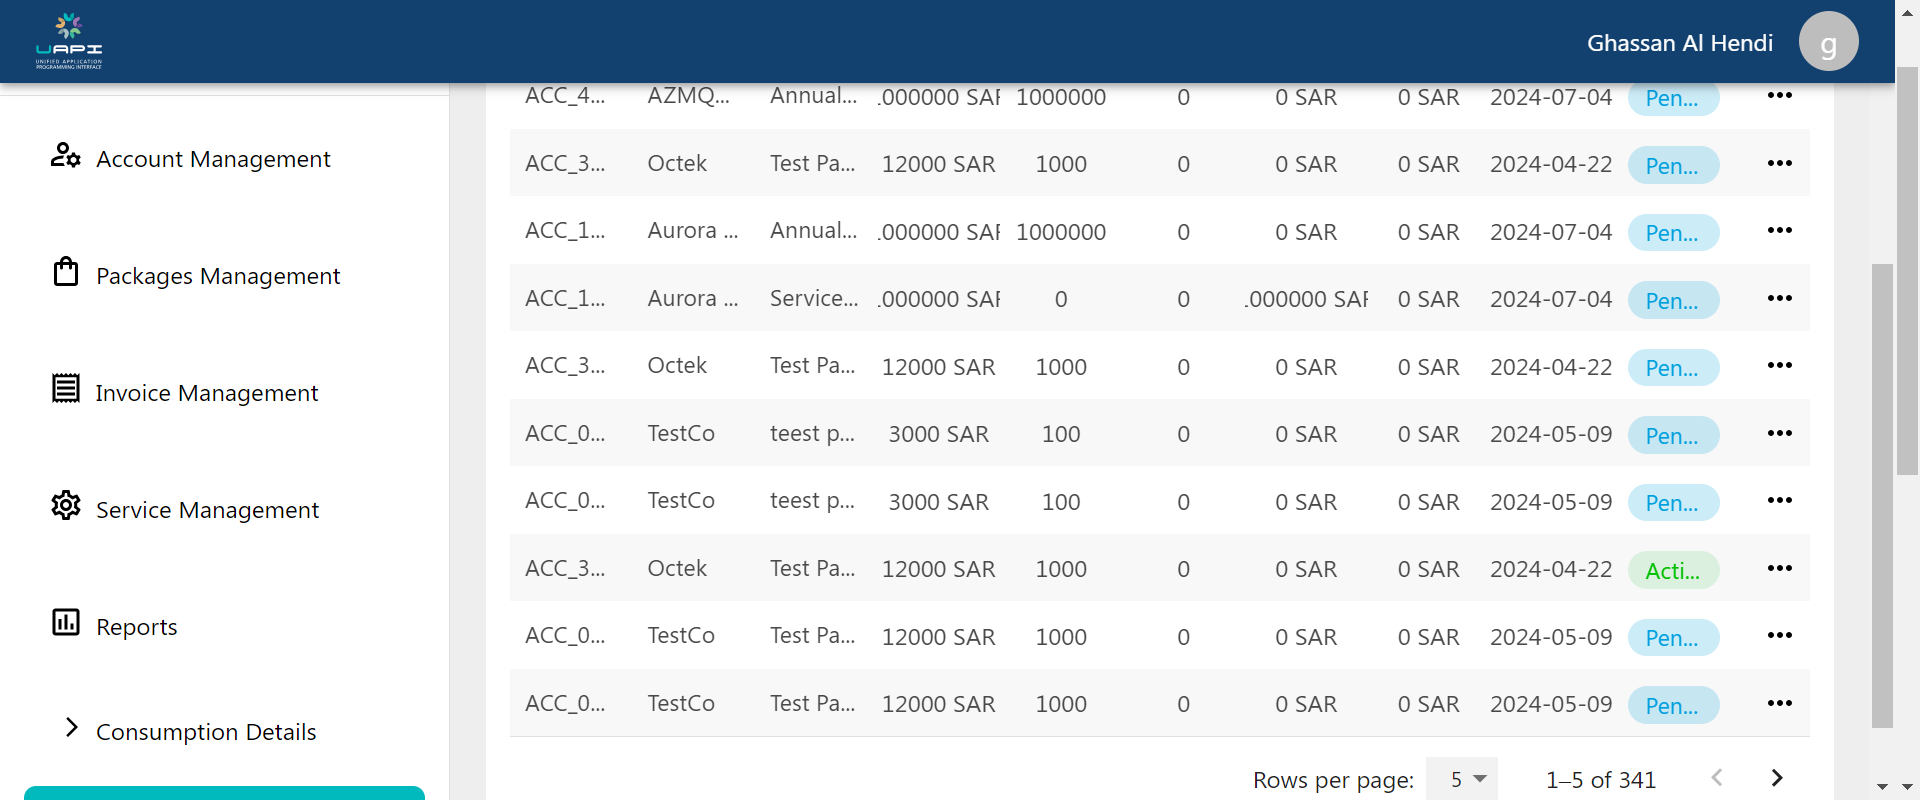 UAPI
UNIFIED APPLICATION
PROGRAMMING INTERFACE
Ghassan Al Hendi
g
Account Management
Packages Management
Invoice Management
Service Management
Reports
Consumption Details
ACC_4... AZMQ... Annual... .000000 SAR 1000000 0 0 SAR 0 SAR 2024-07-04 Pen...
ACC_3... Octek Test Pa... 12000 SAR 1000 0 0 SAR 0 SAR 2024-04-22 Pen...
ACC_1... Aurora ... Annual... .000000 SAR 1000000 0 0 SAR 0 SAR 2024-07-04 Pen...
ACC_1... Aurora ... Service... .000000 SAR 0 0 .000000 SAR 0 SAR 2024-07-04 Pen...
ACC_3... Octek Test Pa... 12000 SAR 1000 0 0 SAR 0 SAR 2024-04-22 Pen...
ACC_0... TestCo teest p... 3000 SAR 100 0 0 SAR 0 SAR 2024-05-09 Pen...
ACC_0... TestCo teest p... 3000 SAR 100 0 0 SAR 0 SAR 2024-05-09 Pen...
ACC_3... Octek Test Pa... 12000 SAR 1000 0 0 SAR 0 SAR 2024-04-22 Acti...
ACC_0... TestCo Test Pa... 12000 SAR 1000 0 0 SAR 0 SAR 2024-05-09 Pen...
ACC_0... TestCo Test Pa... 12000 SAR 1000 0 0 SAR 0 SAR 2024-05-09 Pen...
Rows per page: 5 1–5 of 341